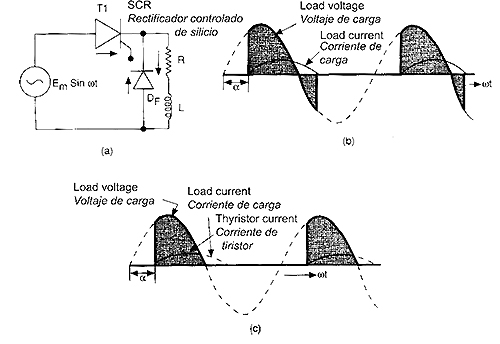 T1
SCR
Rectificador controlado
de silicio
E_m Sin ωt
D_F
R
L
(a)
Load voltage
Voltaje de carga
Load current
Corriente de
carga
α
ωt
(b)
Load voltage
Voltaje de carga
Load current
Corriente de carga
Thyristor current
Corriente de
tiristor
α
ωt
(c)